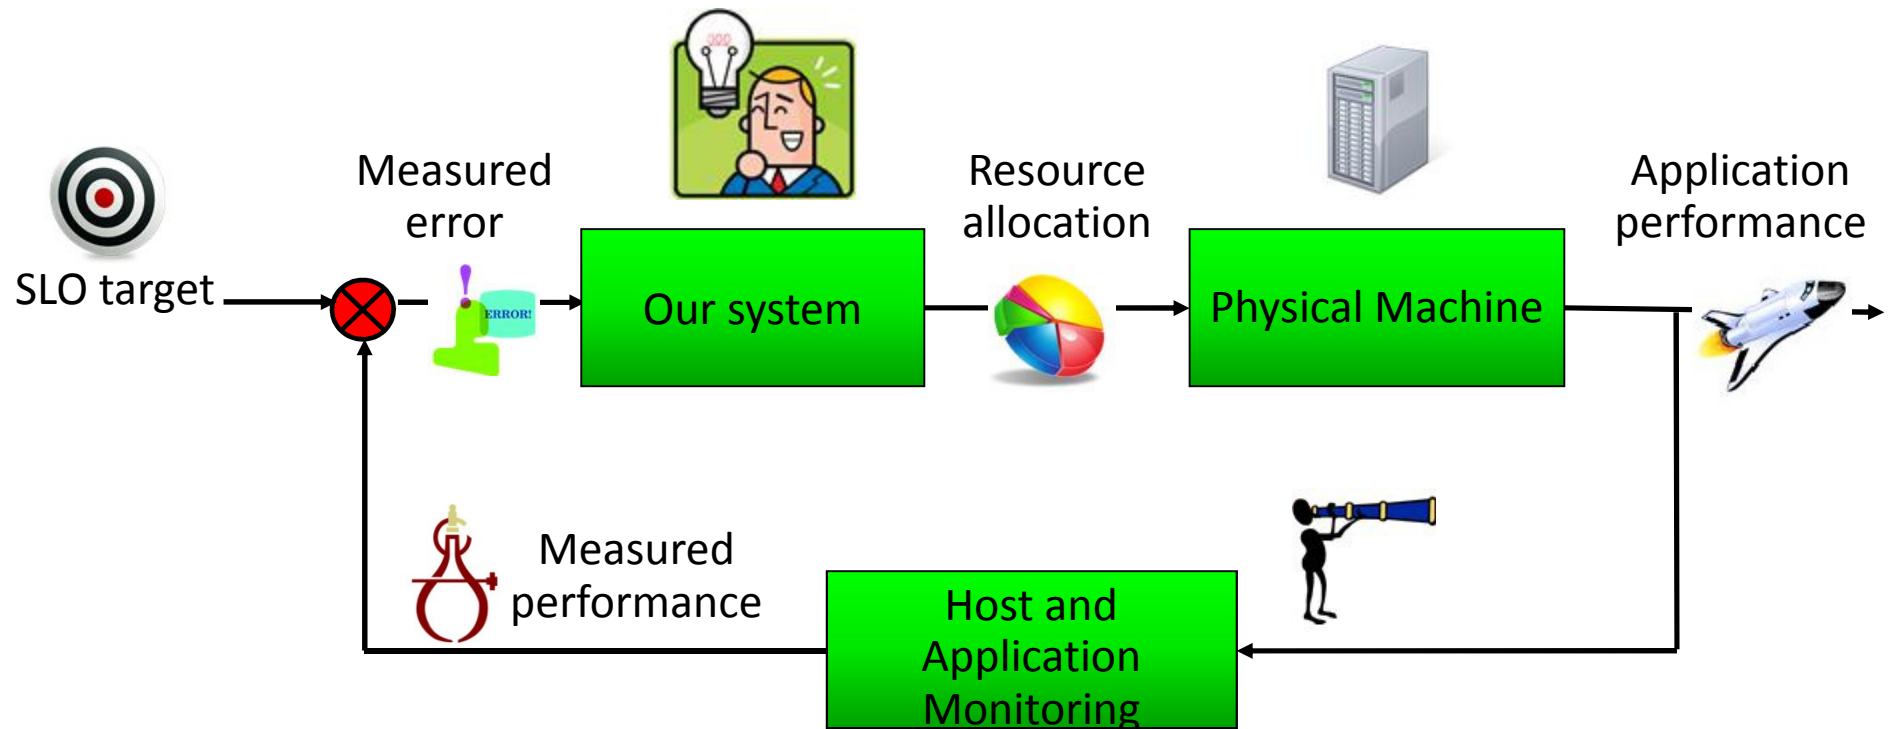 Measured
error
Resource
allocation
Application
performance
SLO target
ERROR!
Our system
Physical Machine
Measured
performance
Host and
Application
Monitoring